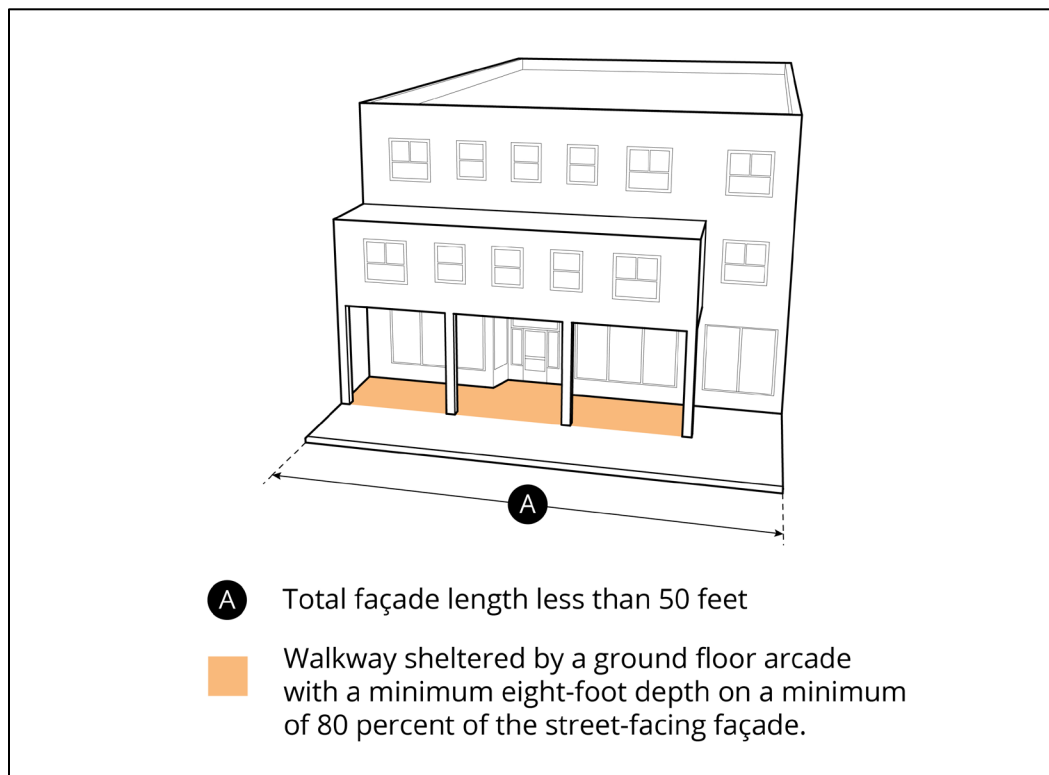 A
A Total façade length less than 50 feet
Walkway sheltered by a ground floor arcade
with a minimum eight-foot depth on a minimum
of 80 percent of the street-facing façade.